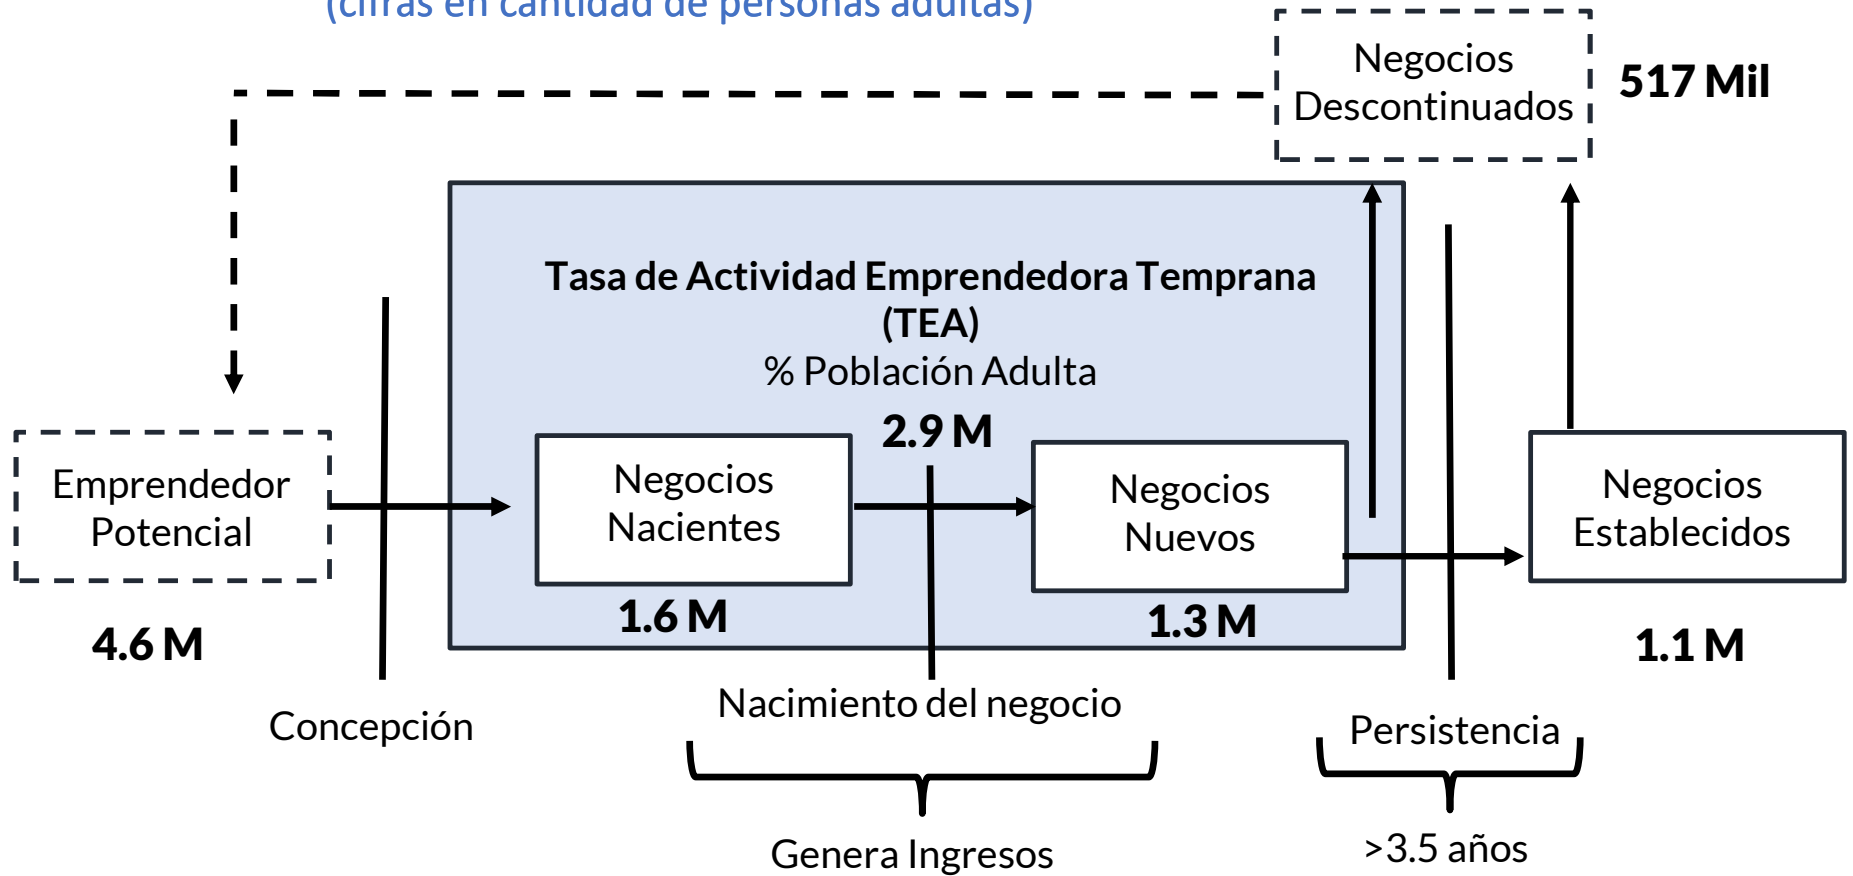 (cifras en cantidad de personas adultas)
Negocios
Descontinuados
517 Mil
Tasa de Actividad Emprendedora Temprana
(TEA)
% Población Adulta
2.9 M
Emprendedor
Potencial
4.6 M
Negocios
Nacientes
1.6 M
Negocios
Nuevos
1.3 M
Negocios
Establecidos
1.1 M
Concepción
Nacimiento del negocio
Persistencia
Genera Ingresos
>3.5 años